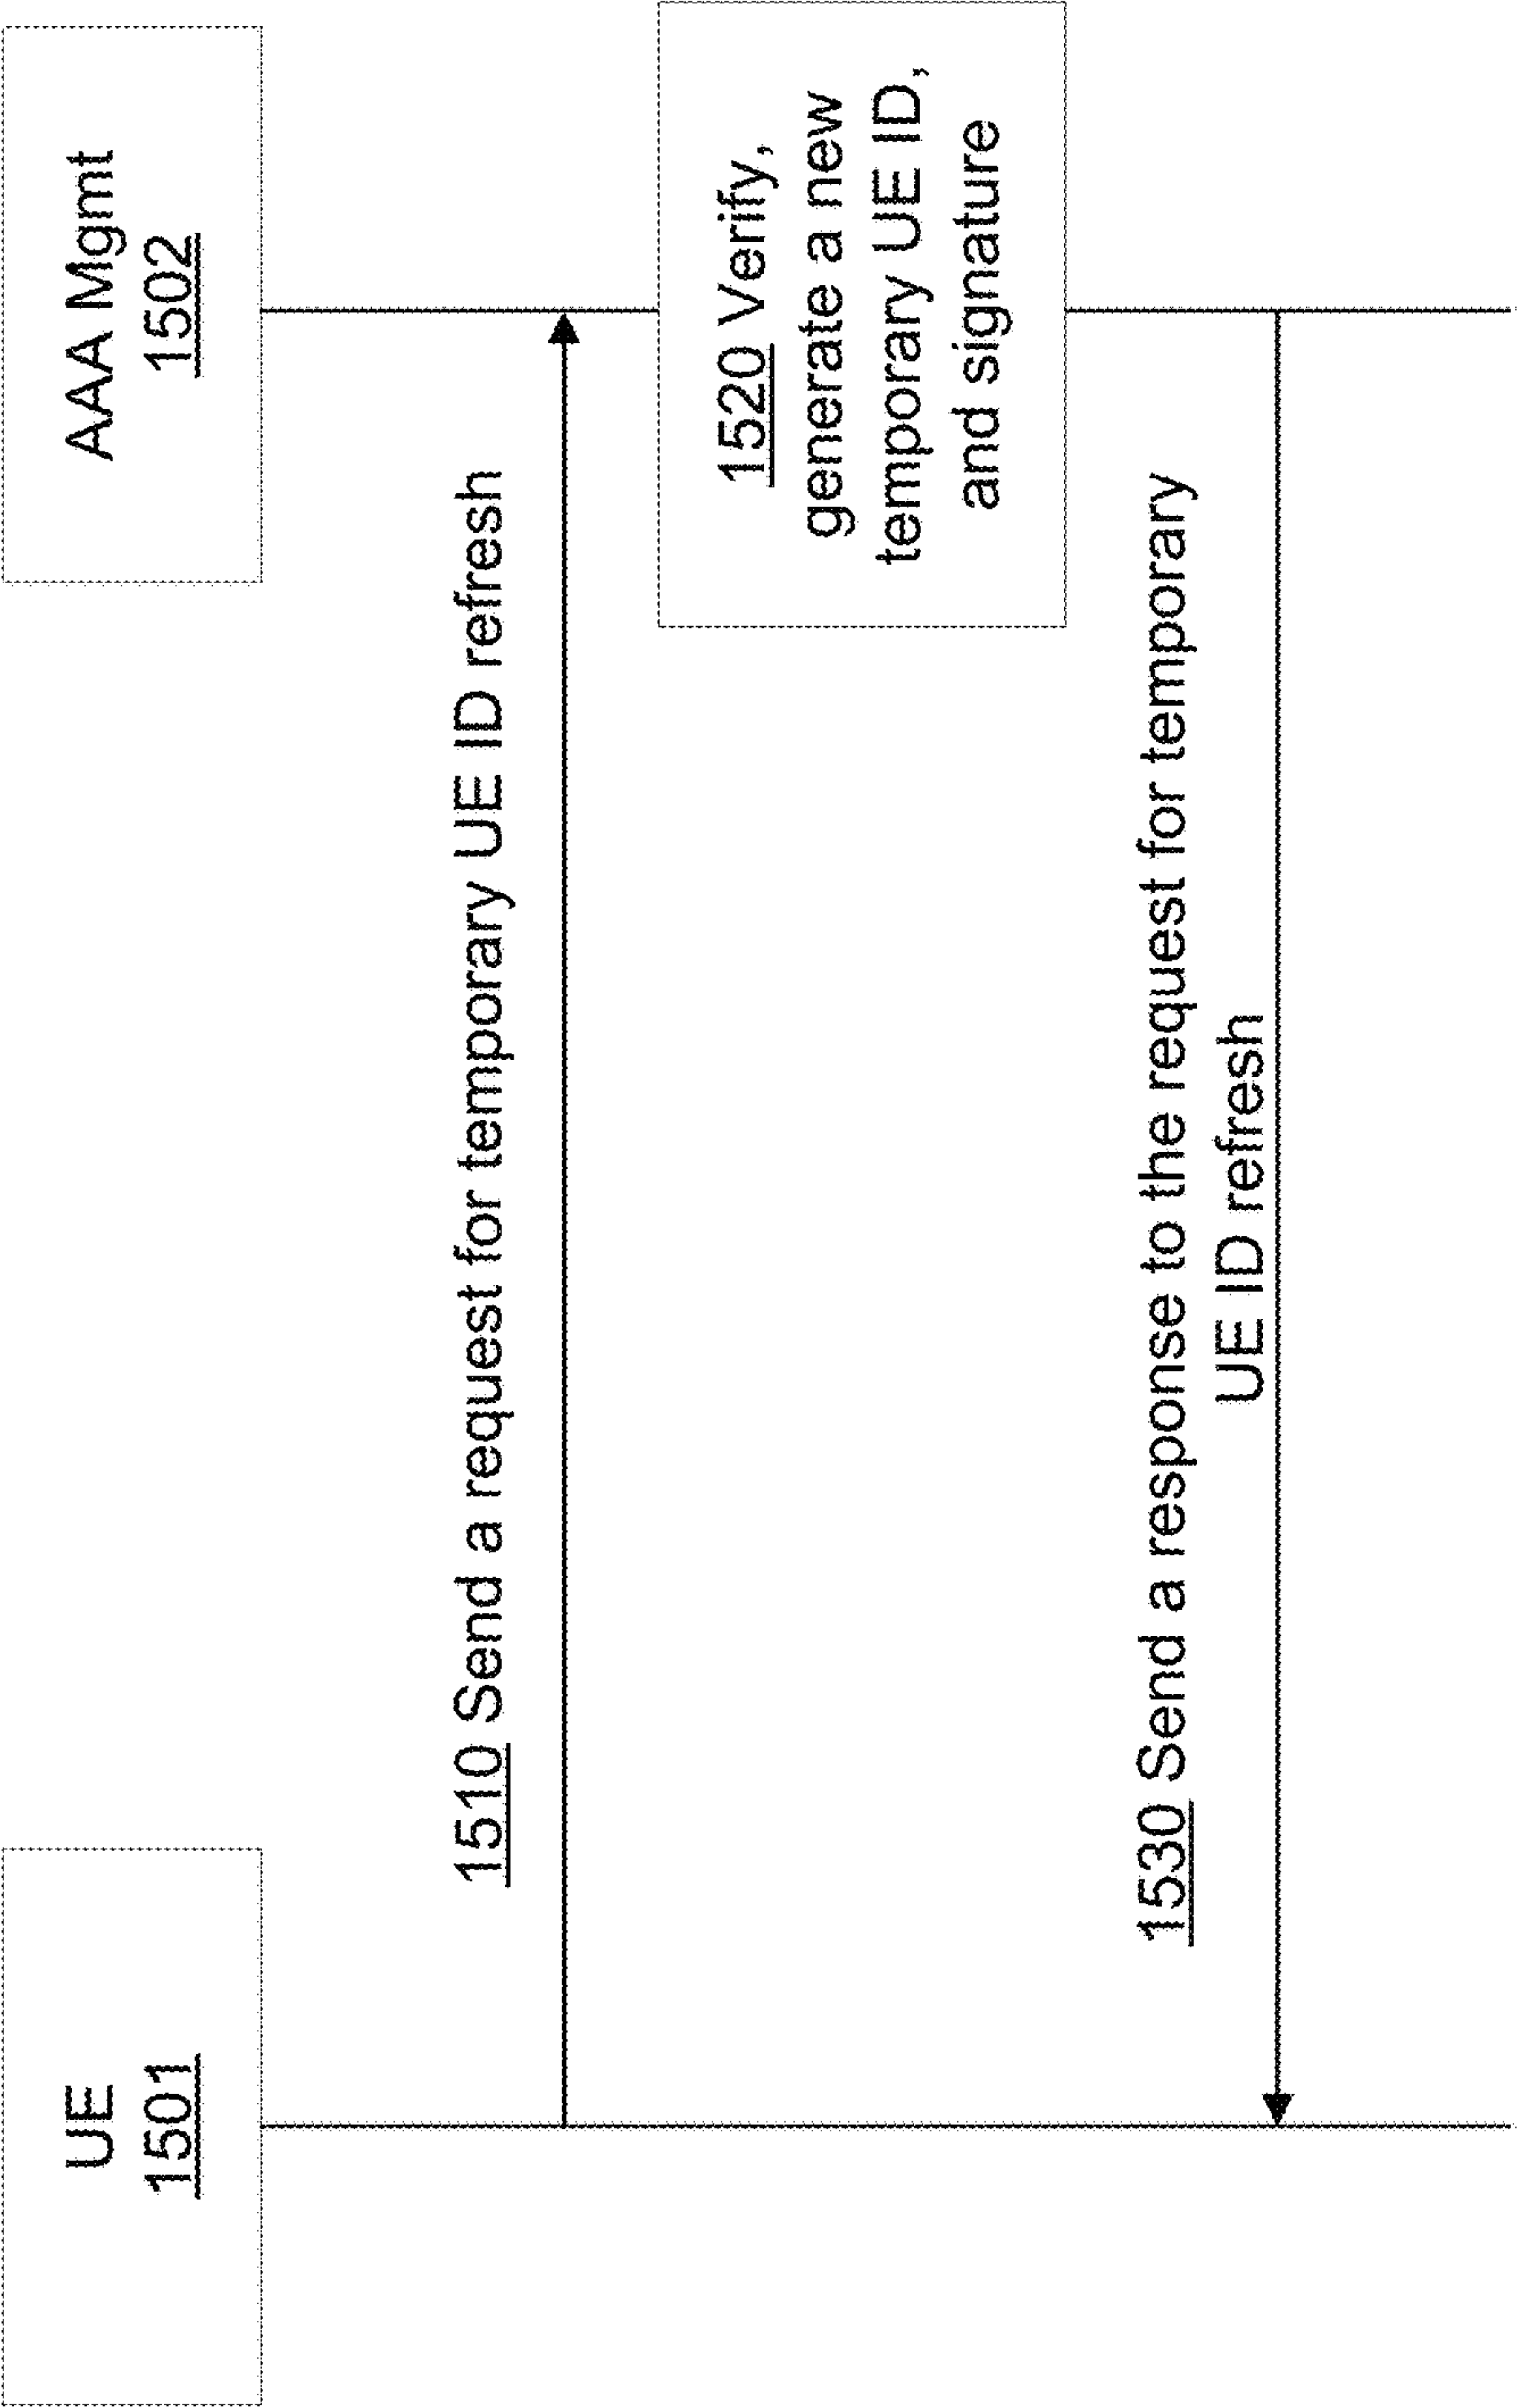 UE
1501
AAA Mgmt
1502
1510 Send a request for temporary UE ID refresh
1520 Verify,
generate a new
temporary UE ID,
and signature
1530 Send a response to the request for temporary
UE ID refresh